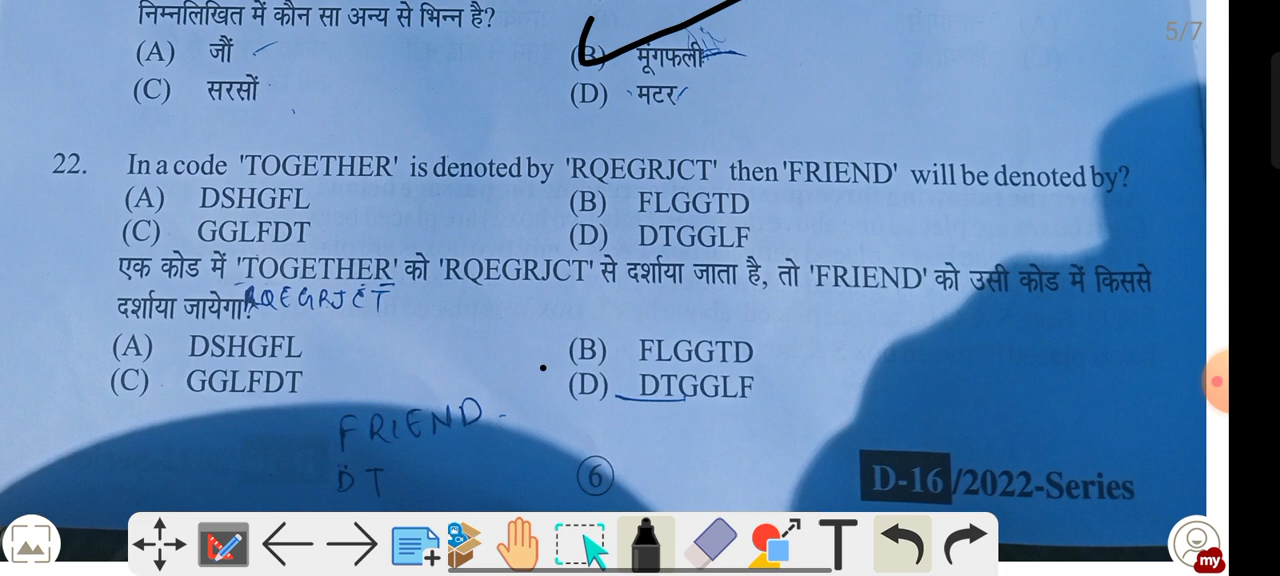 निम्नलिखित में कौन सा अन्य से भिन्न है?
5/7
(A) जौं
(B) मूंगफली
(C) सरसों
(D) मटर
22. In a code 'TOGETHER' is denoted by 'RQEGRJCT' then 'FRIEND' will be denoted by?
(A) DSHGFL
(B) FLGGTD
(C) GGLFDT
(D) DTGGLF
एक कोड में 'TOGETHER' को 'RQEGRJCT' से दर्शाया जाता है, तो 'FRIEND' को उसी कोड में किससे
दर्शाया जायेगा? RQEGRJCT
(A) DSHGFL
(B) FLGGTD
(C) GGLFDT
(D) DTGGLF
FRIEND
DT
6
D-16/2022-Series
T
my